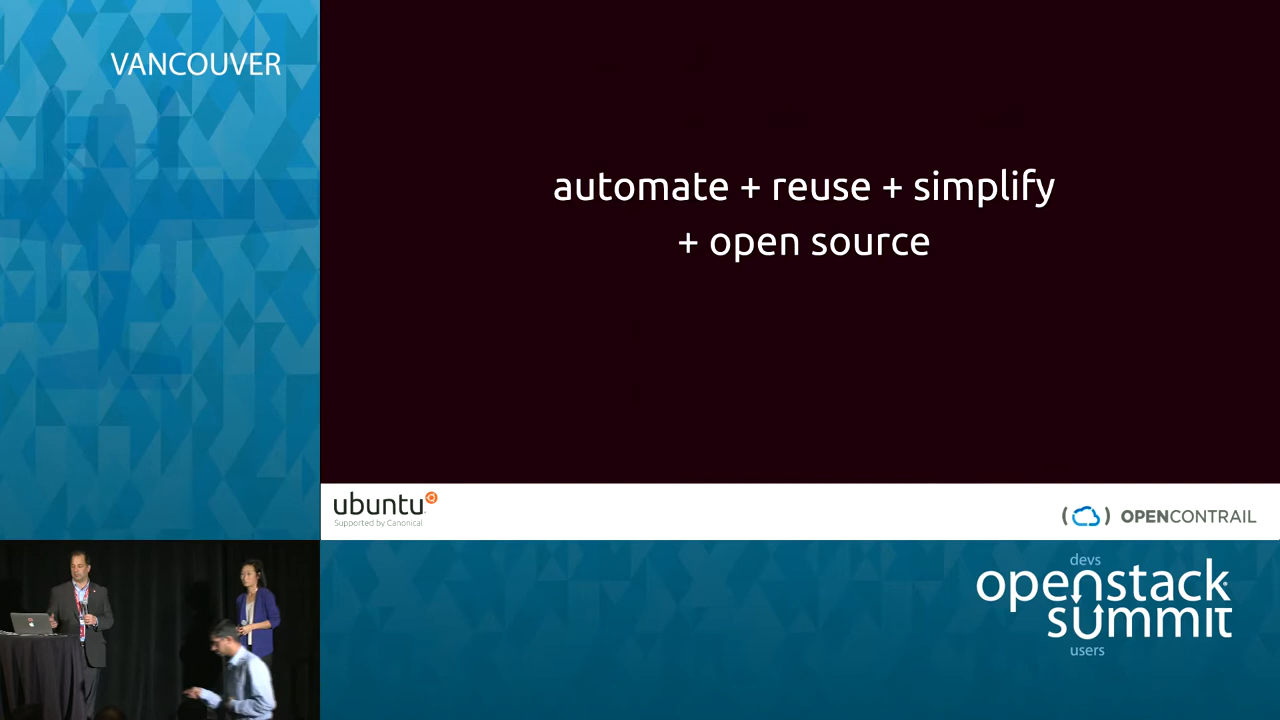 VANCOUVER
automate + reuse + simplify
+ open source
ubuntu
Supported by Canonical
OPENCONTRAIL
devs
openstack
summit
users